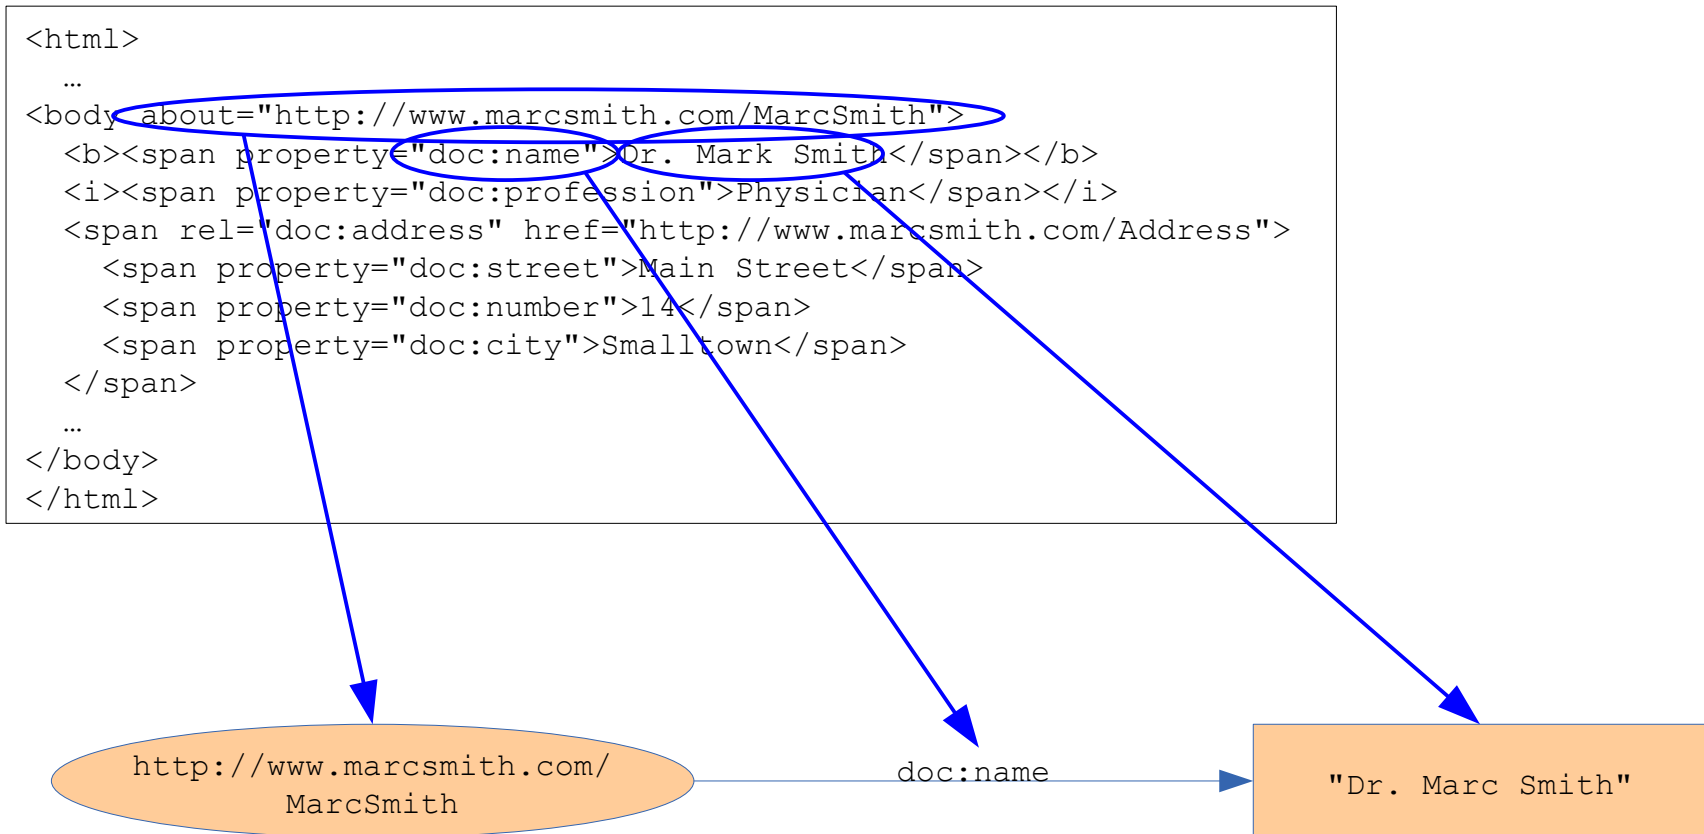 <html>
  …
<body about="http://www.marcsmith.com/MarcSmith">
  <b><span property="doc:name">Dr. Mark Smith</span></b>
  <i><span property="doc:profession">Physician</span></i>
  <span rel="doc:address" href="http://www.marcsmith.com/Address">
    <span property="doc:street">Main Street</span>
    <span property="doc:number">14</span>
    <span property="doc:city">Smalltown</span>
  </span>
  …
</body>
</html>
http://www.marcsmith.com/
MarcSmith
doc:name
"Dr. Marc Smith"